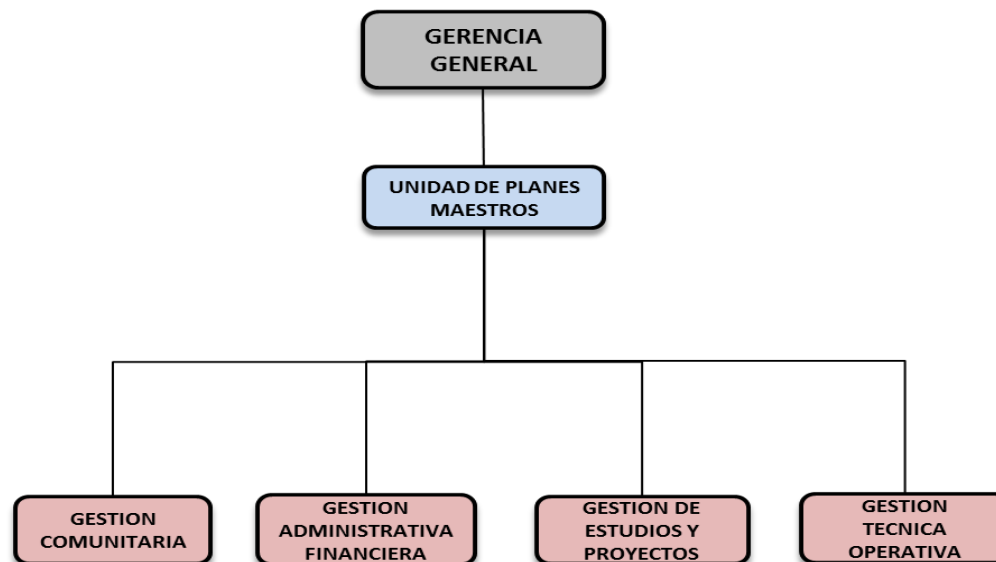 GERENCIA
GENERAL
UNIDAD DE PLANES
MAESTROS
GESTION
COMUNITARIA
GESTION
ADMINISTRATIVA
FINANCIERA
GESTION DE
ESTUDIOS Y
PROYECTOS
GESTION
TECNICA
OPERATIVA